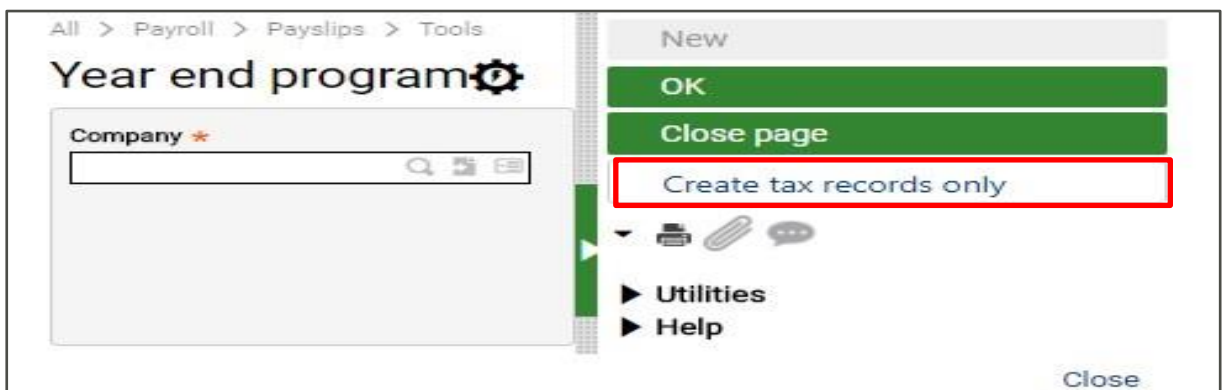 All > Payroll > Payslips > Tools
Year end program
Company *
New
OK
Close page
Create tax records only
Utilities
Help
Close